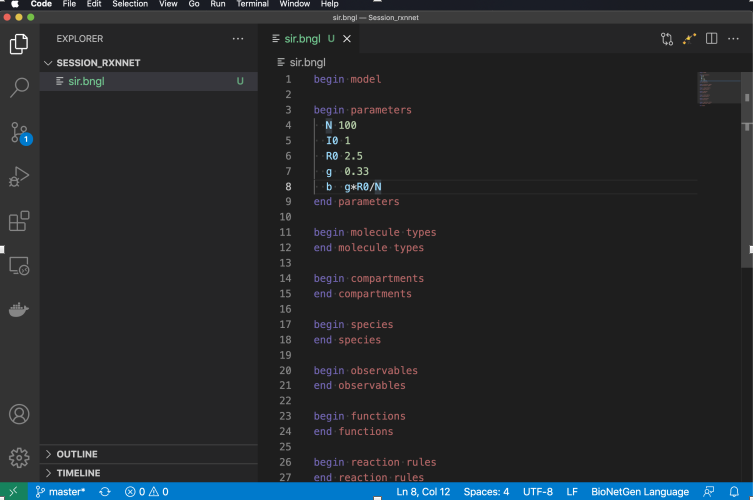 Code File Edit Selection View Go Run Terminal Window Help
sir.bngl — Session_rxnnet
EXPLORER
SESSION_RXNNET
sir.bngl U
OUTLINE
TIMELINE
1
sir.bngl U
sir.bngl
1 begin model
2
3 begin parameters
4 N 100
5 I0 1
6 R0 2.5
7 g 0.33
8 b g*R0/N
9 end parameters
10
11 begin molecule types
12 end molecule types
13
14 begin compartments
15 end compartments
16
17 begin species
18 end species
19
20 begin observables
21 end observables
22
23 begin functions
24 end functions
25
26 begin reaction rules
27 end reaction rules
master* 0 0 Ln 8, Col 12 Spaces: 4 UTF-8 LF BioNetGen Language